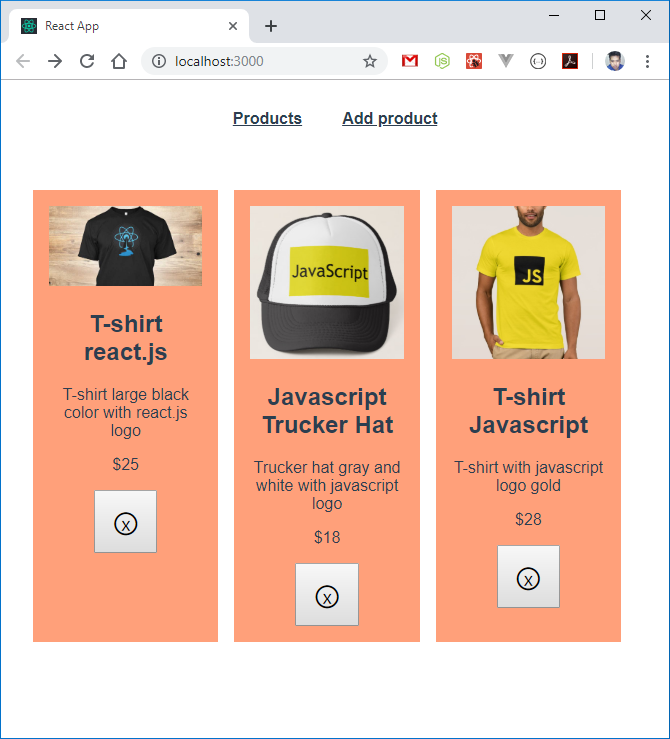 React App
localhost:3000
Products Add product
T-shirt
react.js
T-shirt large black
color with react.js
logo
$25
X
JavaScript
Javascript
Trucker Hat
Trucker hat gray and
white with javascript
logo
$18
X
JS
T-shirt
Javascript
T-shirt with javascript
logo gold
$28
X